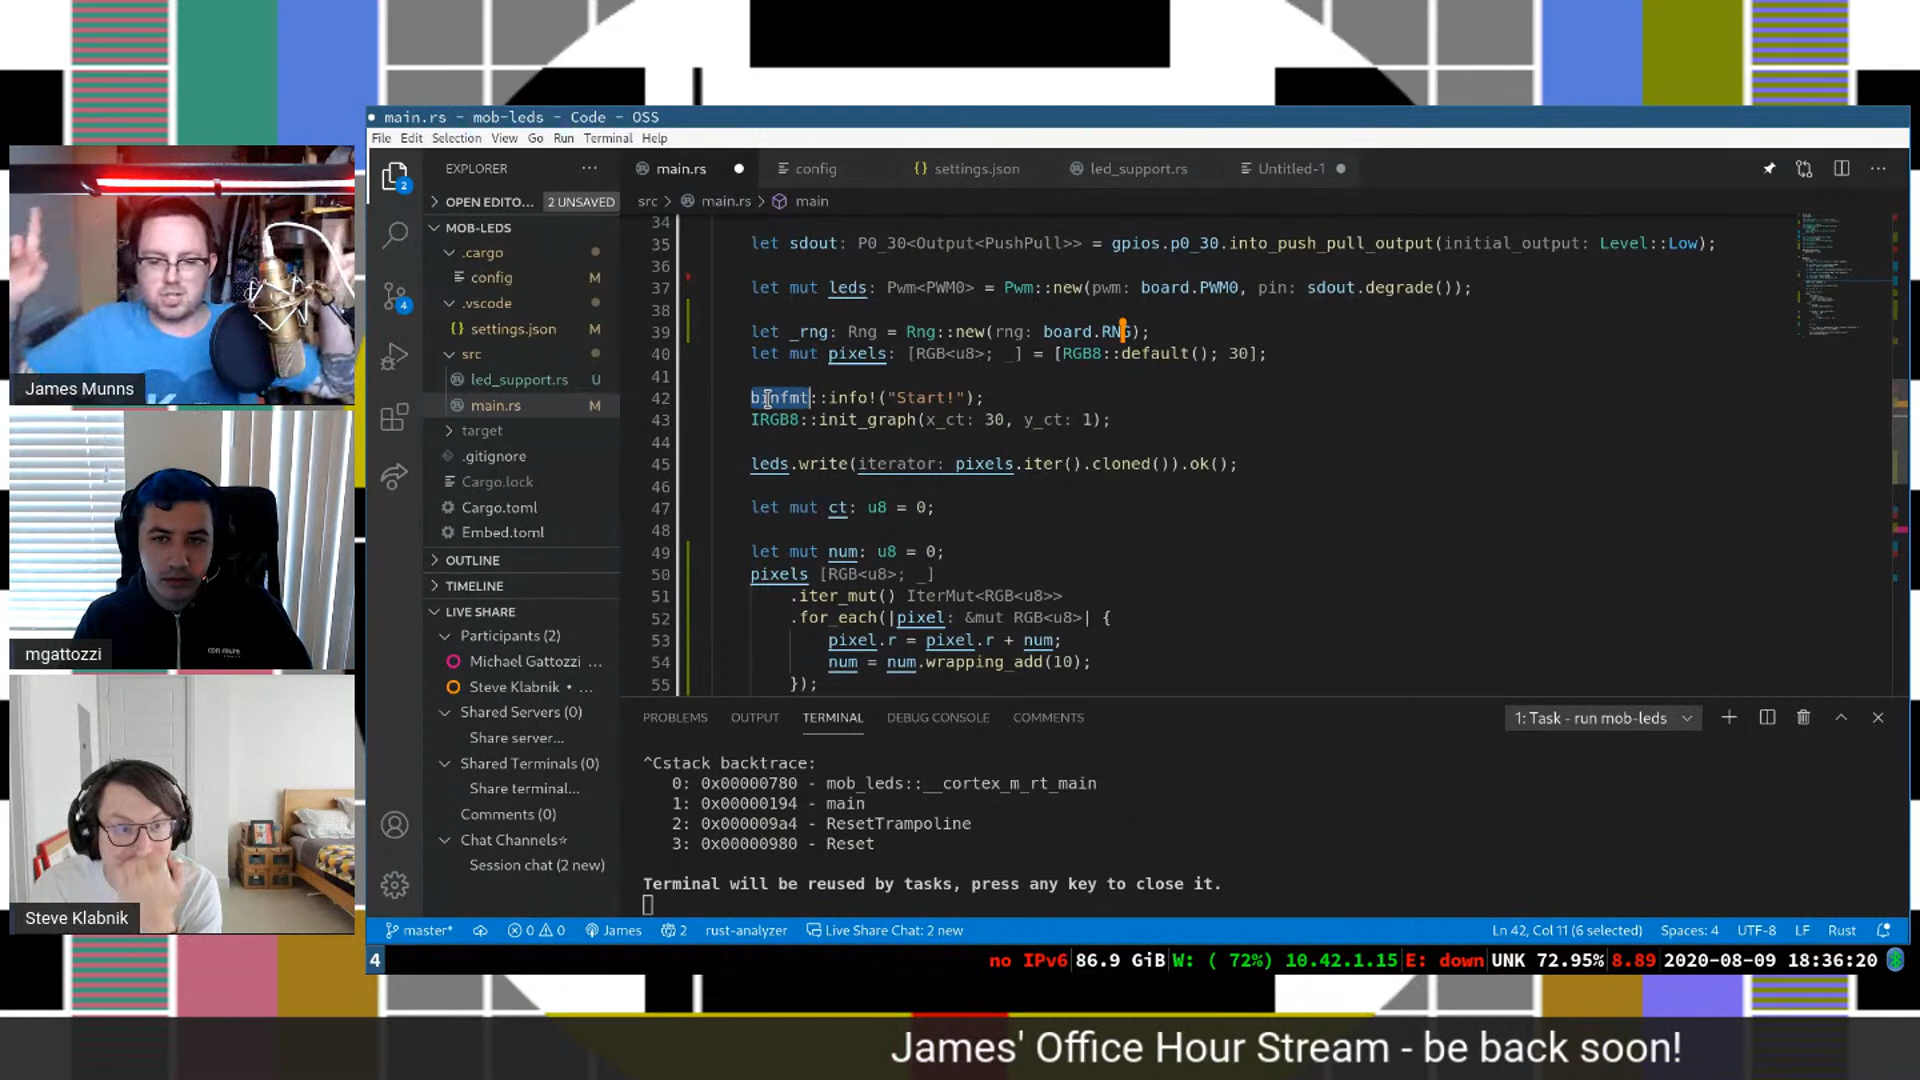 main.rs - mob-leds - Code - OSS
File Edit Selection View Go Run Terminal Help
EXPLORER
main.rs
config
{} settings.json
led_support.rs
Untitled-1
OPEN EDITO... 2 UNSAVED
src > main.rs > main
MOB-LEDS
.cargo
config M
.vscode
{} settings.json M
src
led_support.rs U
main.rs M
target
.gitignore
Cargo.lock
Cargo.toml
Embed.toml
OUTLINE
TIMELINE
LIVE SHARE
Participants (2)
Michael Gattozzi ...
Steve Klabnik • ...
Shared Servers (0)
Share server...
Shared Terminals (0)
Share terminal...
Comments (0)
Chat Channels☆
Session chat (2 new)
2
4
34
35 let sdout: P0_30<Output<PushPull>> = gpios.p0_30.into_push_pull_output(initial_output: Level::Low);
36
37 let mut leds: Pwm<PWM0> = Pwm::new(pwm: board.PWM0, pin: sdout.degrade());
38
39 let _rng: Rng = Rng::new(rng: board.RNG);
40 let mut pixels: [RGB<u8>; _] = [RGB8::default(); 30];
41
42 binfmt::info!("Start!");
43 IRGB8::init_graph(x_ct: 30, y_ct: 1);
44
45 leds.write(iterator: pixels.iter().cloned()).ok();
46
47 let mut ct: u8 = 0;
48
49 let mut num: u8 = 0;
50 pixels [RGB<u8>; _]
51 .iter_mut() IterMut<RGB<u8>>
52 .for_each(|pixel: &mut RGB<u8>| {
53 pixel.r = pixel.r + num;
54 num = num.wrapping_add(10);
55 });
PROBLEMS OUTPUT TERMINAL DEBUG CONSOLE COMMENTS
1: Task - run mob-leds
^Cstack backtrace:
0: 0x00000780 - mob_leds::__cortex_m_rt_main
1: 0x00000194 - main
2: 0x000009a4 - ResetTrampoline
3: 0x00000980 - Reset
Terminal will be reused by tasks, press any key to close it.
master* 0 0 James 2 rust-analyzer Live Share Chat: 2 new
Ln 42, Col 11 (6 selected) Spaces: 4 UTF-8 LF Rust
4
no IPv6|86.9 GiB|W: ( 72%) 10.42.1.15|E: down|UNK 72.95%|8.89|2020-08-09 18:36:20
James Munns
mgattozzi
Steve Klabnik
James' Office Hour Stream - be back soon!